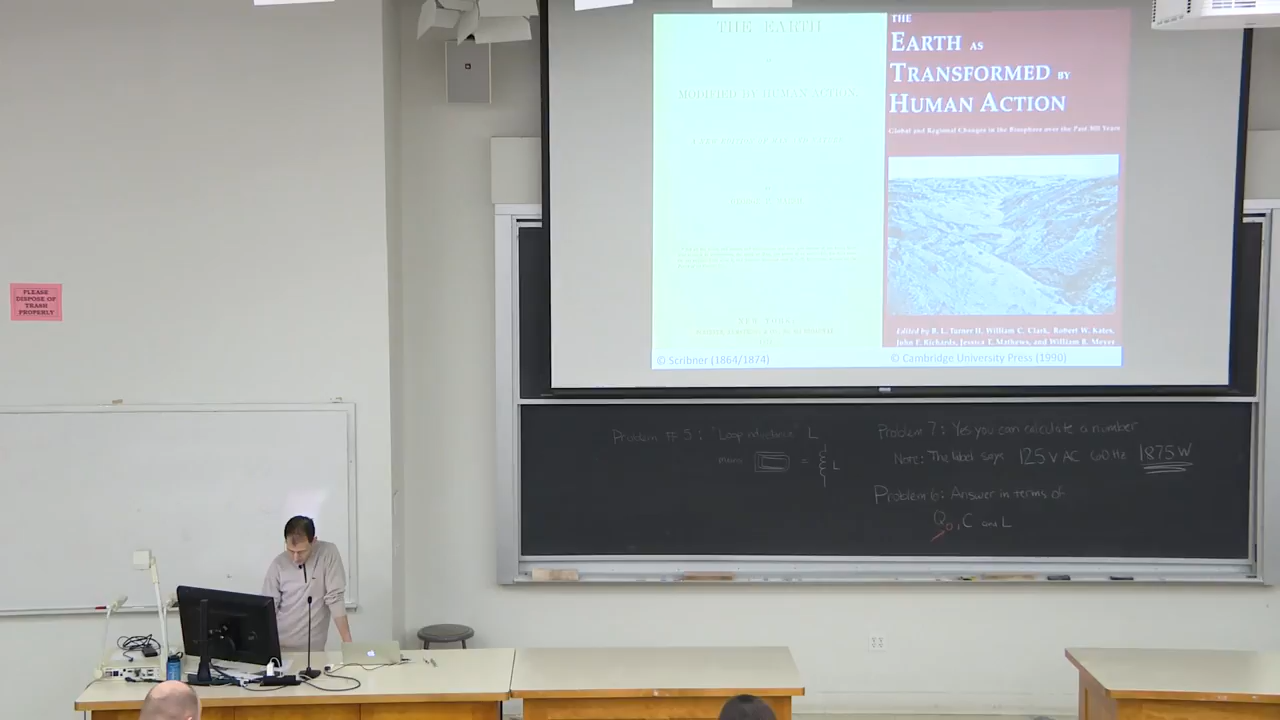 THE EARTH
MODIFIED BY HUMAN ACTION.
© Scribner (1864/1874)
THE
EARTH AS
TRANSFORMED BY
HUMAN ACTION
Global and Regional Changes in the Biosphere over the Past 300 Years
Edited by B. L. Turner II, William C. Clark, Robert W. Kates,
John F. Richards, Jessica T. Mathews, and William B. Meyer
© Cambridge University Press (1990)
PLEASE
DISPOSE OF
TRASH
PROPERLY
Problem # 5: "Loop inductance" L
means = L
Problem 7: Yes you can calculate a number
Note: The label says 125V AC 60 Hz 1875W
Problem 6: Answer in terms of
Q₀, C and L